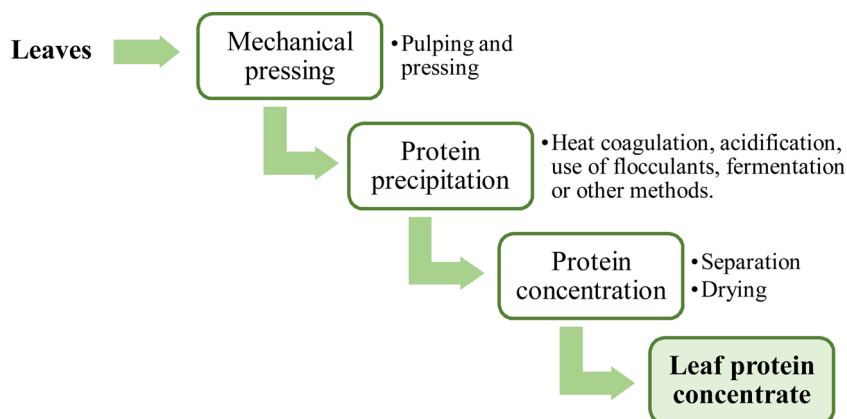 Leaves
Mechanical
pressing
•Pulping and
pressing
Protein
precipitation
•Heat coagulation, acidification,
use of flocculants, fermentation
or other methods.
Protein
concentration
•Separation
•Drying
Leaf protein
concentrate